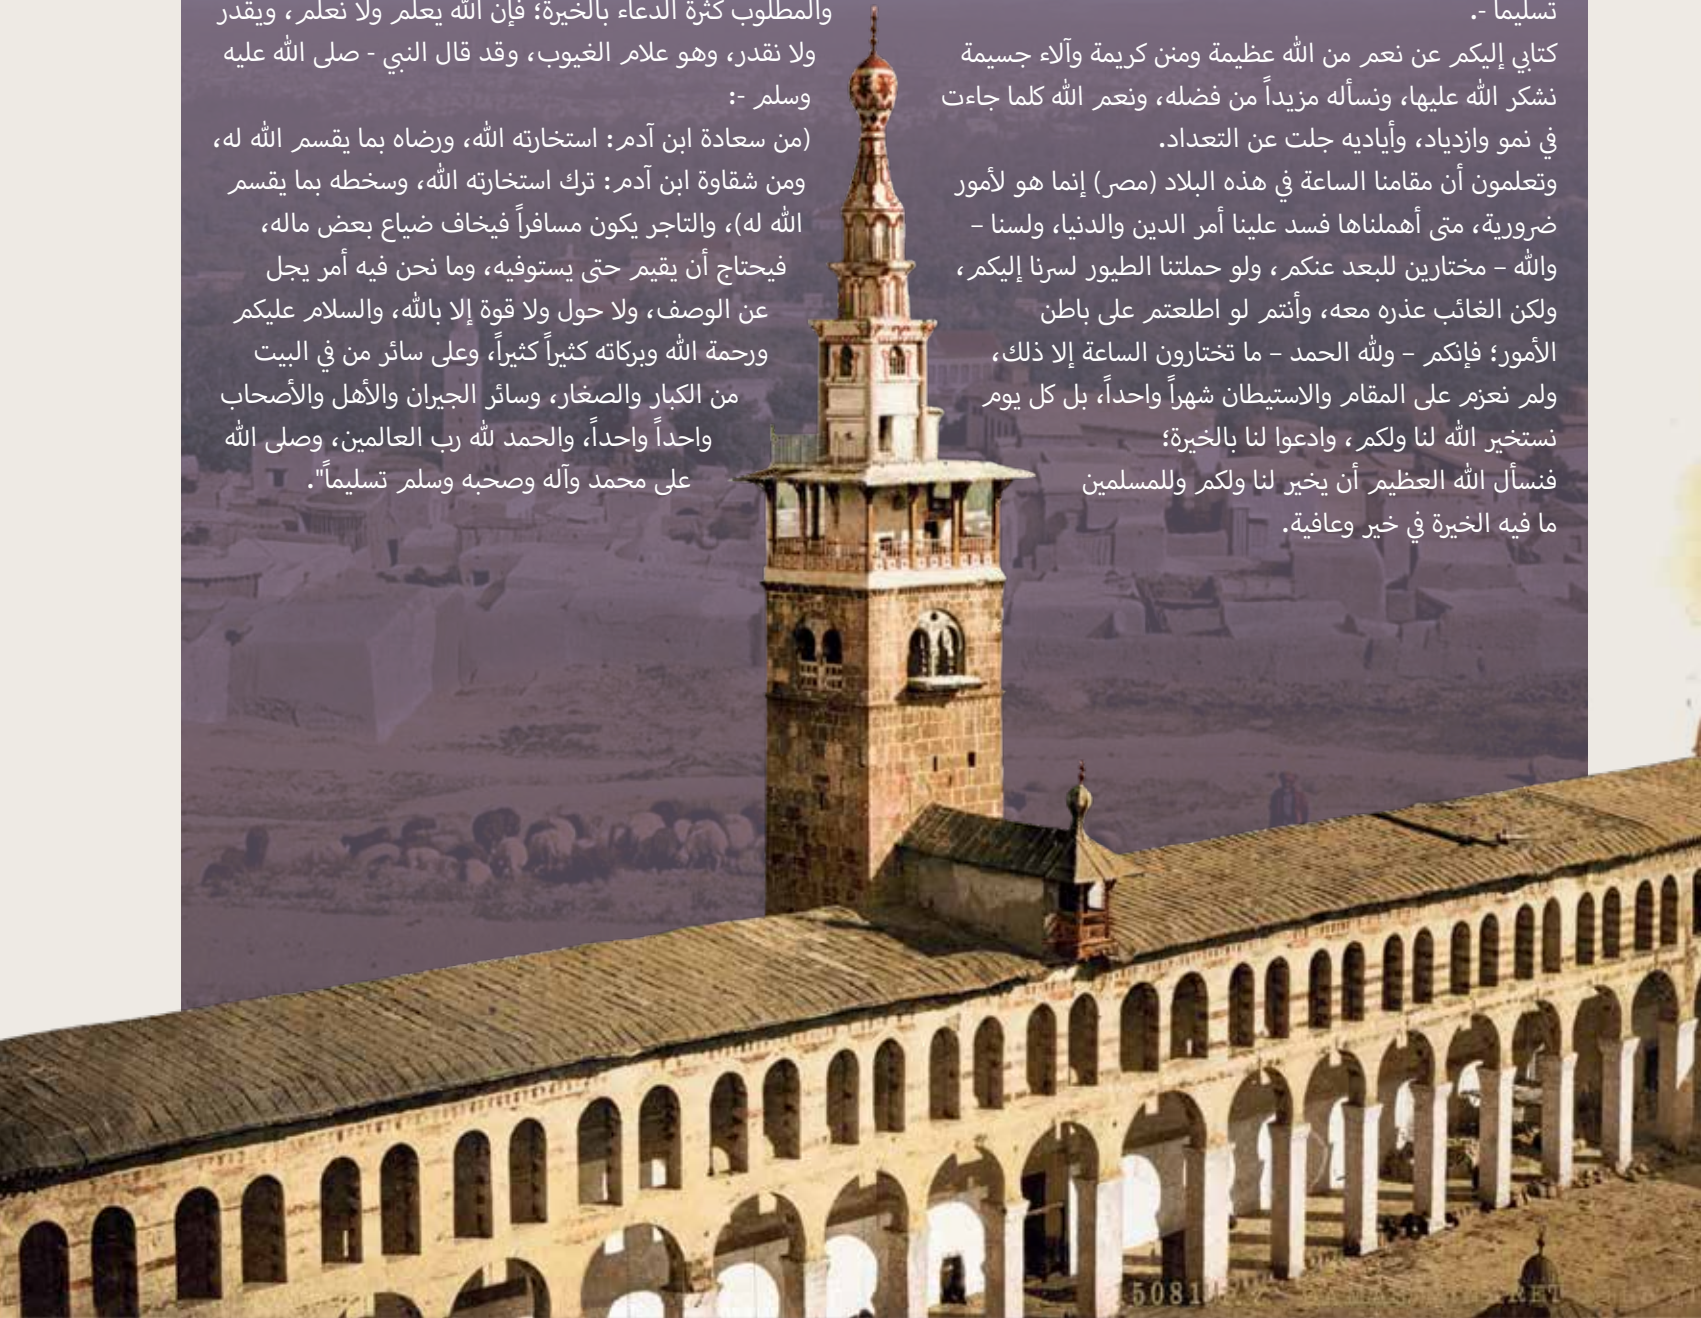 تسليماً -.
كتابي إليكم عن نعم من الله عظيمة ومنن كريمة وآلاء جسيمة
نشكر الله عليها، ونسأله مزيداً من فضله، ونعم الله كلما جاءت
في نمو وازدياد، وأياديه جلت عن التعداد.
وتعلمون أن مقامنا الساعة في هذه البلاد (مصر) إنما هو لأمور
ضرورية، متى أهملناها فسد علينا أمر الدين والدنيا، ولسنا –
والله – مختارين للبعد عنكم، ولو حملتنا الطيور لسرنا إليكم،
ولكن الغائب عذره معه، وأنتم لو اطلعتم على باطن
الأمور؛ فإنكم – ولله الحمد – ما تختارون الساعة إلا ذلك،
ولم نعزم على المقام والاستيطان شهراً واحداً، بل كل يوم
نستخير الله لنا ولكم، وادعوا لنا بالخيرة؛
فنسأل الله العظيم أن يخير لنا ولكم وللمسلمين
ما فيه الخيرة في خير وعافية.
والمطلوب كثرة الدعاء بالخيرة؛ فإن الله يعلم ولا نعلم، ويقدر
ولا نقدر، وهو علام الغيوب، وقد قال النبي - صلى الله عليه
وسلم -:
(من سعادة ابن آدم: استخارته الله، ورضاه بما يقسم الله له،
ومن شقاوة ابن آدم: ترك استخارته الله، وسخطه بما يقسم
الله له)، والتاجر يكون مسافراً فيخاف ضياع بعض ماله،
فيحتاج أن يقيم حتى يستوفيه، وما نحن فيه أمر يجل
عن الوصف، ولا حول ولا قوة إلا بالله، والسلام عليكم
ورحمة الله وبركاته كثيراً كثيراً، وعلى سائر من في البيت
من الكبار والصغار، وسائر الجيران والأهل والأصحاب
واحداً واحداً، والحمد لله رب العالمين، وصلى الله
على محمد وآله وصحبه وسلم تسليماً".